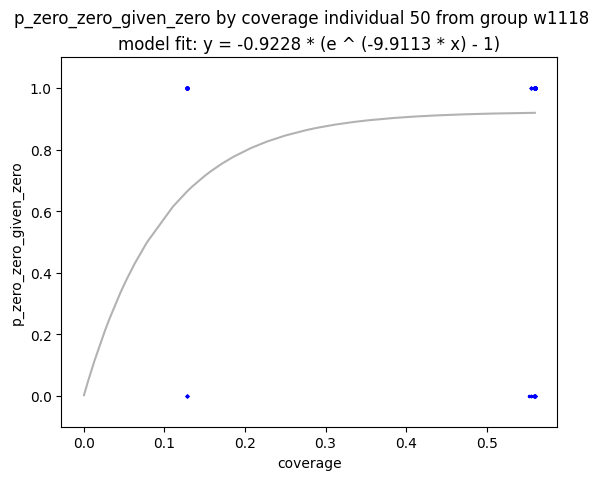 p_zero_zero_given_zero by coverage individual 50 from group w1118
model fit: y = -0.9228 * (e ^ (-9.9113 * x) - 1)
1.0
0.8
0.6
0.4
0.2
0.0
p_zero_zero_given_zero
0.0 0.1 0.2 0.3 0.4 0.5
coverage